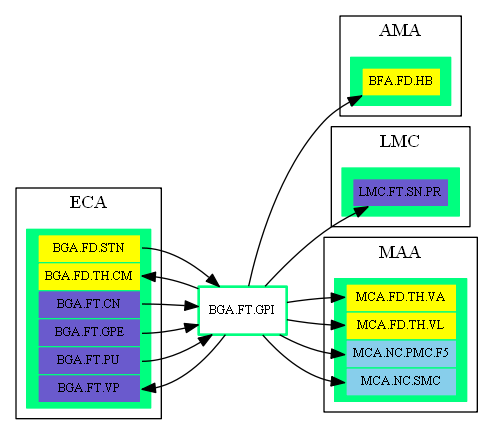 AMA
BFA.FD.HB
LMC
LMC.FT.SN.PR
ECA
BGA.FD.STN
BGA.FD.TH.CM
BGA.FT.CN
BGA.FT.GPE
BGA.FT.PU
BGA.FT.VP
BGA.FT.GPI
MAA
MCA.FD.TH.VA
MCA.FD.TH.VL
MCA.NC.PMC.F5
MCA.NC.SMC